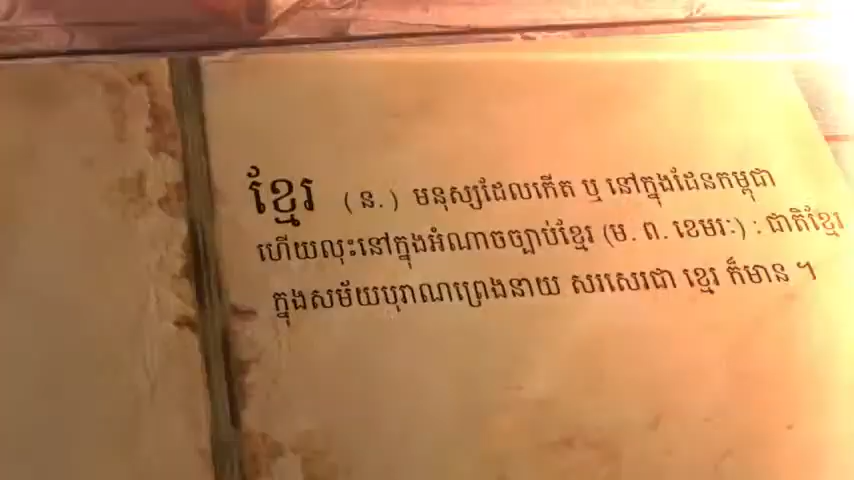 ខ្មែរ ( ន. ) មនុស្សដែលកើត ឬ នៅក្នុងដែនកម្ពុជា
ហើយលុះនៅក្នុងអំណាចច្បាប់ខ្មែរ (ម. ព. ខេមរៈ) : ជាតិខ្មែរ
ក្នុងសម័យបុរាណព្រេងនាយ សរសេរជា ខ្មេរ ក៏មាន ។